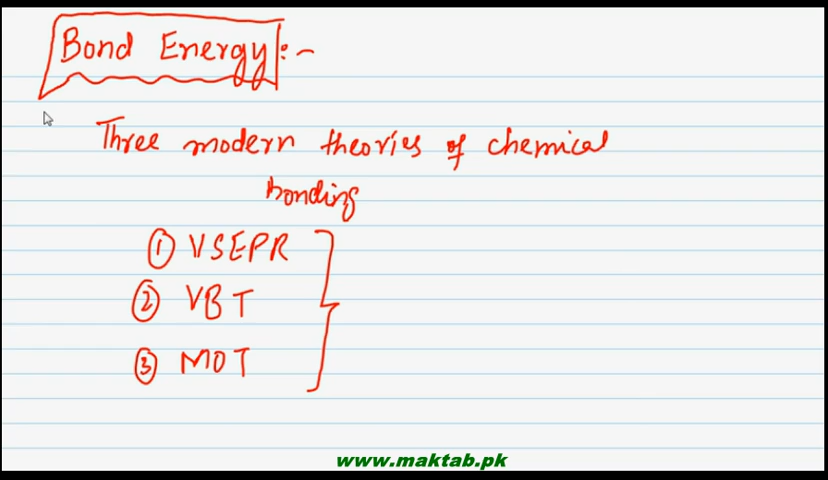 Bond Energy:-
Three modern theories of chemical
bonding
① VSEPR
② VBT
③ MOT
www.maktab.pk